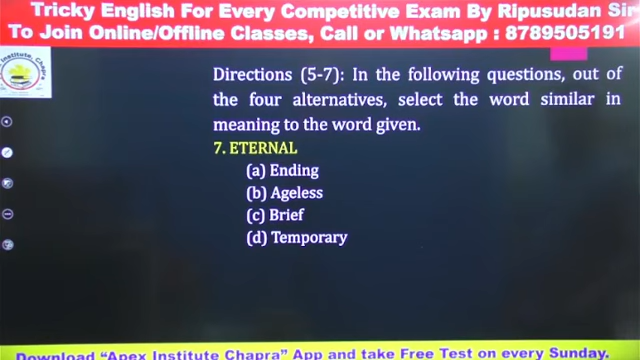 Tricky English For Every Competitive Exam By Ripusudan Sir
To Join Online/Offline Classes, Call or Whatsapp : 8789505191
Institute, Chapra
Directions (5-7): In the following questions, out of
the four alternatives, select the word similar in
meaning to the word given.
7. ETERNAL
(a) Ending
(b) Ageless
(c) Brief
(d) Temporary
Download “Apex Institute Chapra” App and take Free Test on every Sunday.